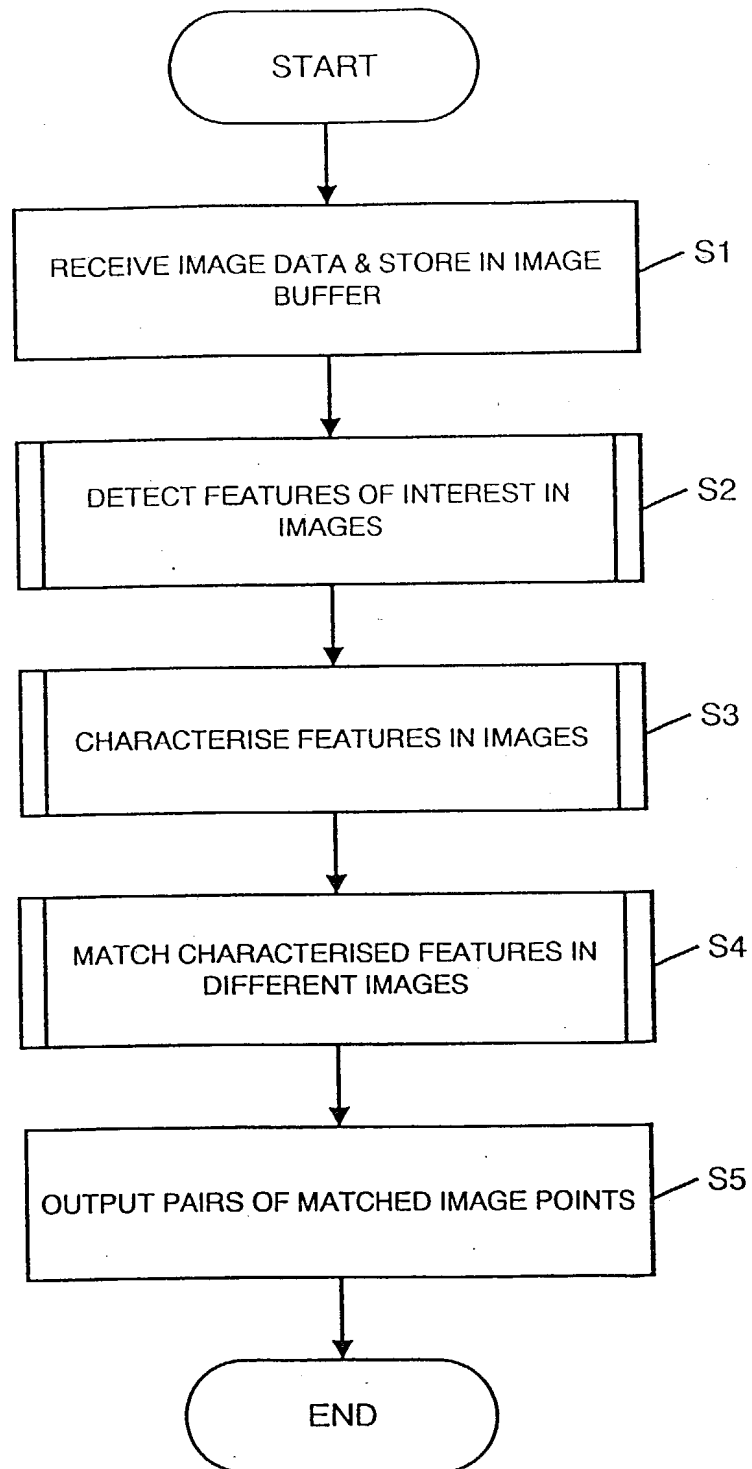 START
RECEIVE IMAGE DATA & STORE IN IMAGE
BUFFER
S1
DETECT FEATURES OF INTEREST IN
IMAGES
S2
CHARACTERISE FEATURES IN IMAGES
S3
MATCH CHARACTERISED FEATURES IN
DIFFERENT IMAGES
S4
OUTPUT PAIRS OF MATCHED IMAGE POINTS
S5
END